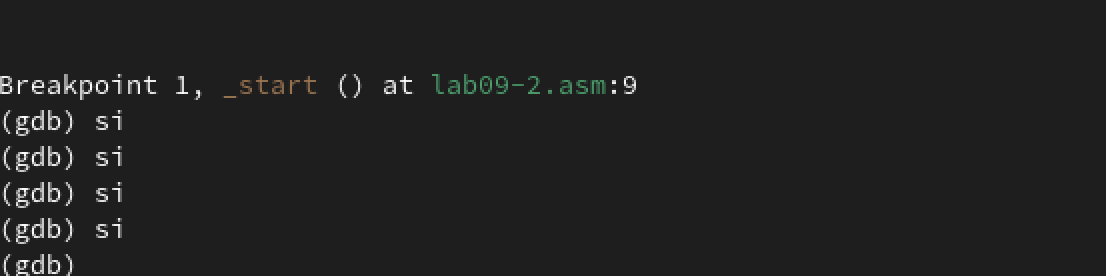 Breakpoint 1, _start () at lab09-2.asm:9
(gdb) si
(gdb) si
(gdb) si
(gdb) si
(gdb)